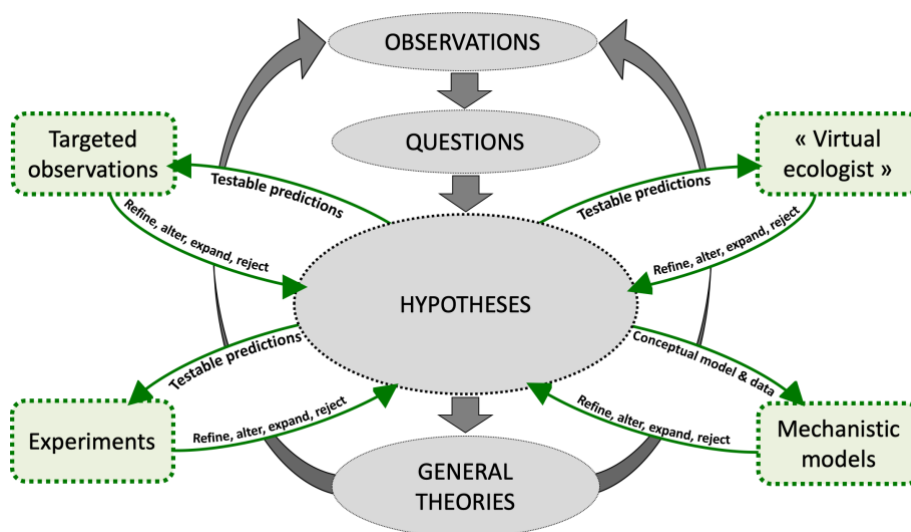 OBSERVATIONS
Targeted
observations
QUESTIONS
« Virtual
ecologist »
Testable predictions
Testable predictions
Refine, alter, expand, reject
Refine, alter, expand, reject
HYPOTHESES
Testable predictions
Conceptual model & data
Experiments
Refine, alter, expand, reject
Refine, alter, expand, reject
Mechanistic
models
GENERAL
THEORIES